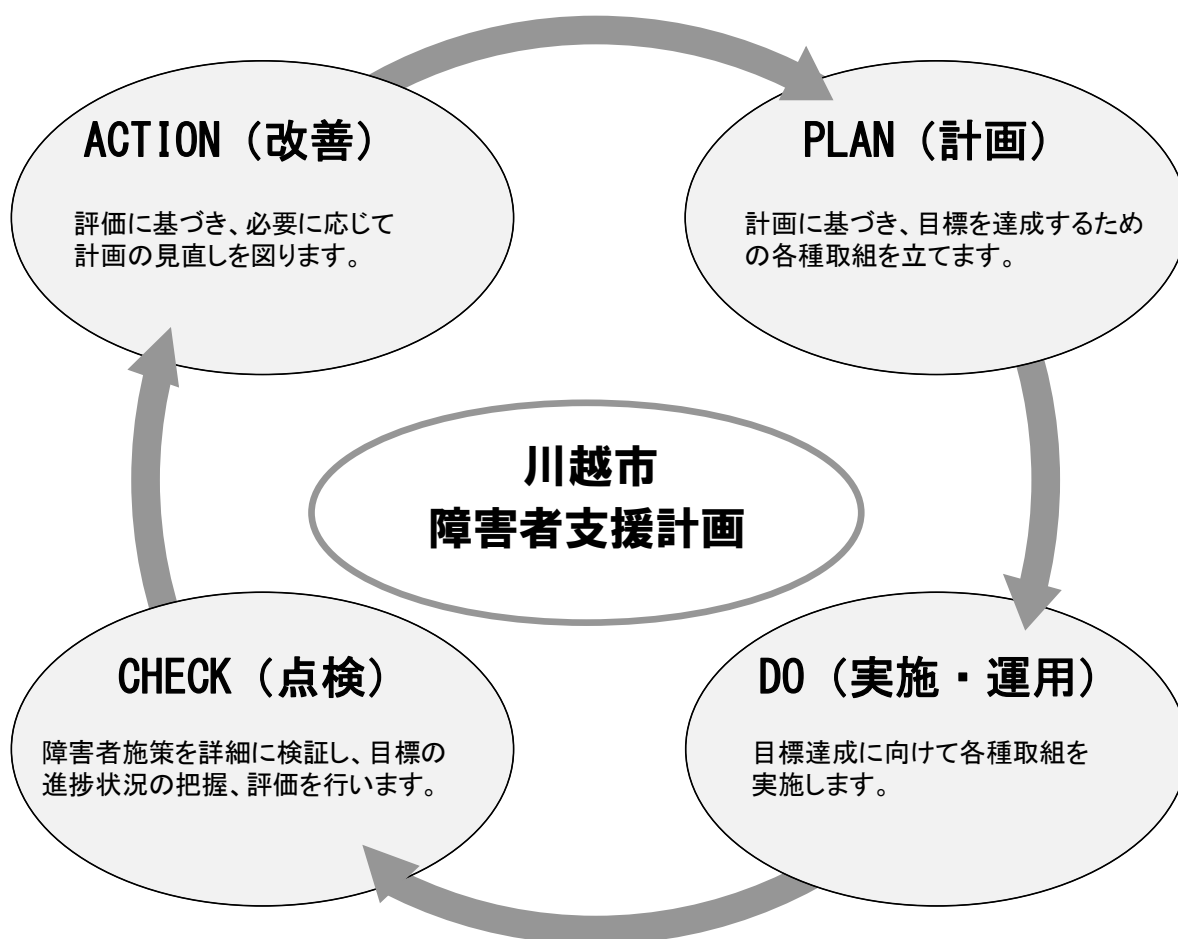 ACTION（改善）
評価に基づき、必要に応じて
計画の見直しを図ります。
PLAN（計画）
計画に基づき、目標を達成するため
の各種取組を立てます。
川越市
障害者支援計画
CHECK（点検）
障害者施策を詳細に検証し、目標の
進捗状況の把握、評価を行います。
DO（実施・運用）
目標達成に向けて各種取組を
実施します。